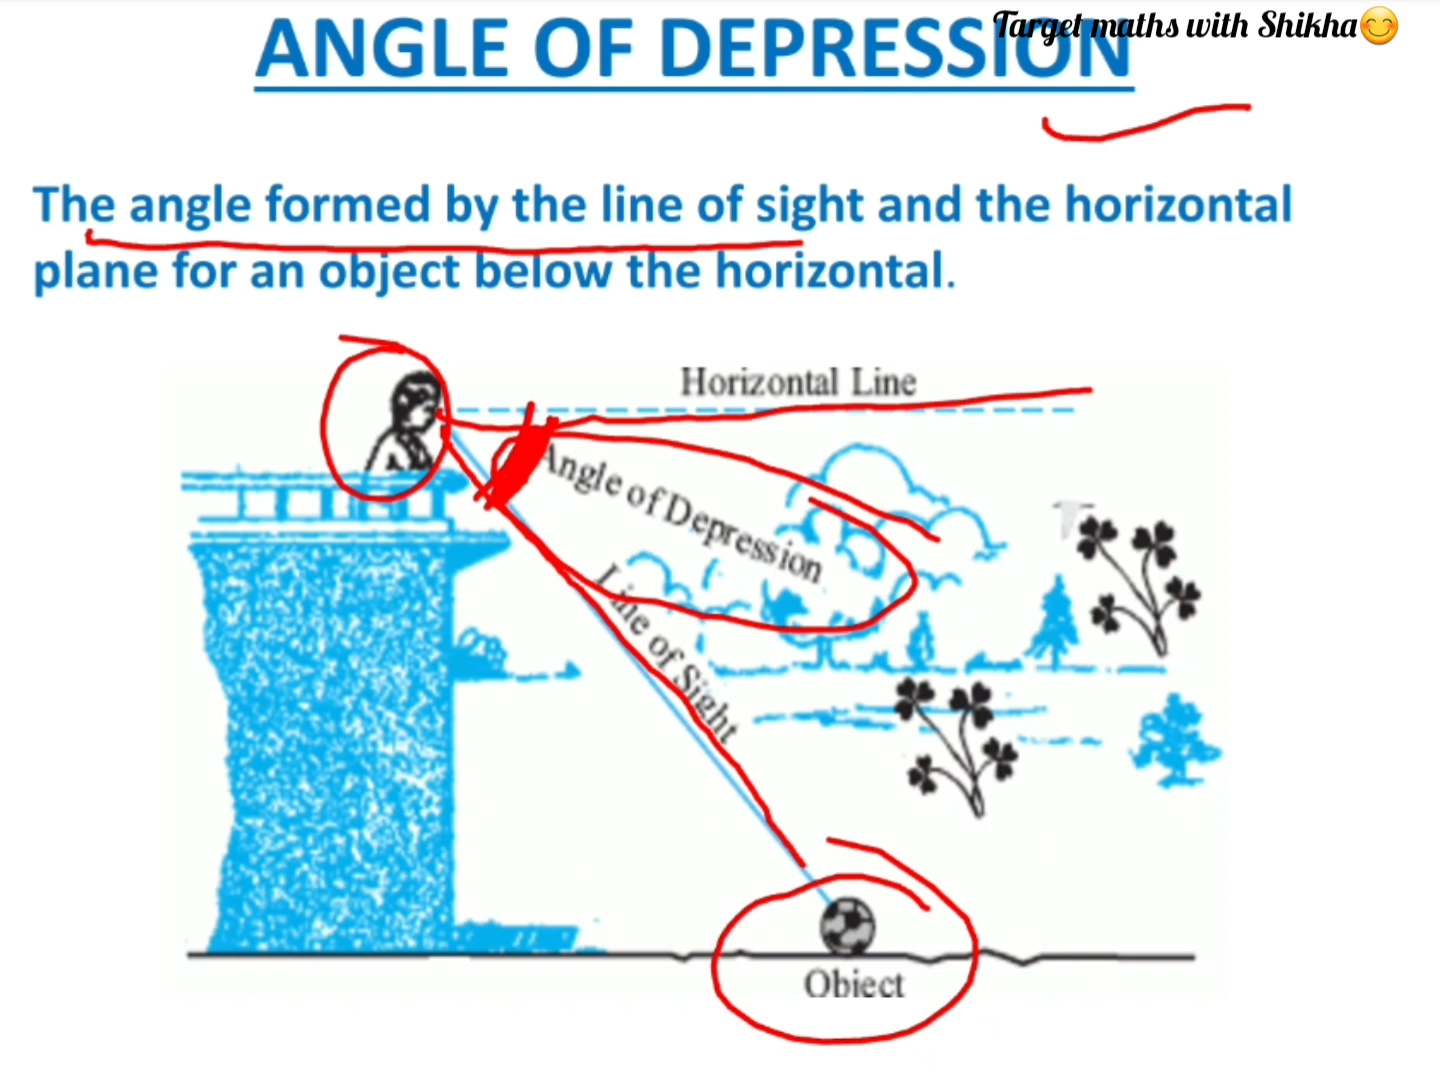 ANGLE OF DEPRESSION
Target maths with Shikha😊
The angle formed by the line of sight and the horizontal
plane for an object below the horizontal.
Horizontal Line
Angle of Depression
Line of Sight
Object